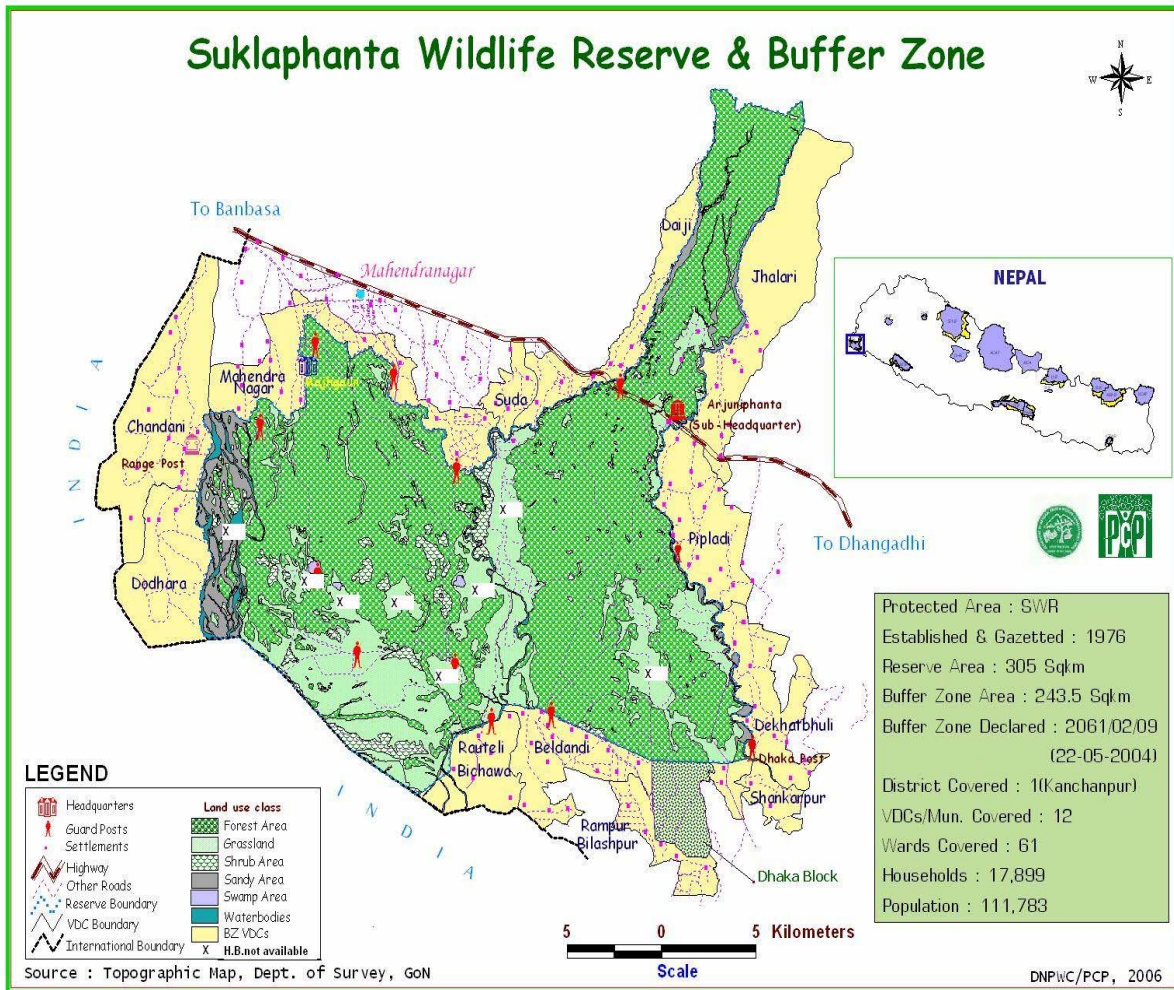 Suklaphanta Wildlife Reserve & Buffer Zone
N
W E
S
To Banbasa
Mahendranagar
Daiji
Jhalari
NEPAL
INDIA
Mahendra
Nagar
Suda
Arjuniphanta
(Sub-Headquarter)
Chandani
Range Post
X
X
Pipladi
To Dhangadhi
PCP
Dodhara
X
X
X
X
X
X
Rauteli
Bichawa
Beldandi
Dekhatbhuli
Dhaka Post
Shankarpur
INDIA
Rampur
Bilashpur
Dhaka Block
Protected Area : SWR
Established & Gazetted : 1976
Reserve Area : 305 Sqkm
Buffer Zone Area : 243.5 Sqkm
Buffer Zone Declared : 2061/02/09
(22-05-2004)
District Covered : 1(Kanchanpur)
VDCs/Mun. Covered : 12
Wards Covered : 61
Households : 17,899
Population : 111,783
LEGEND
Headquarters
Guard Posts
Settlements
Highway
Other Roads
Reserve Boundary
VDC Boundary
International Boundary
Land use class
Forest Area
Grassland
Shrub Area
Sandy Area
Swamp Area
Waterbodies
BZ VDCs
X H.B.not available
5 0 5 Kilometers
Scale
Source : Topographic Map, Dept. of Survey, GoN
DNPWC/PCP, 2006